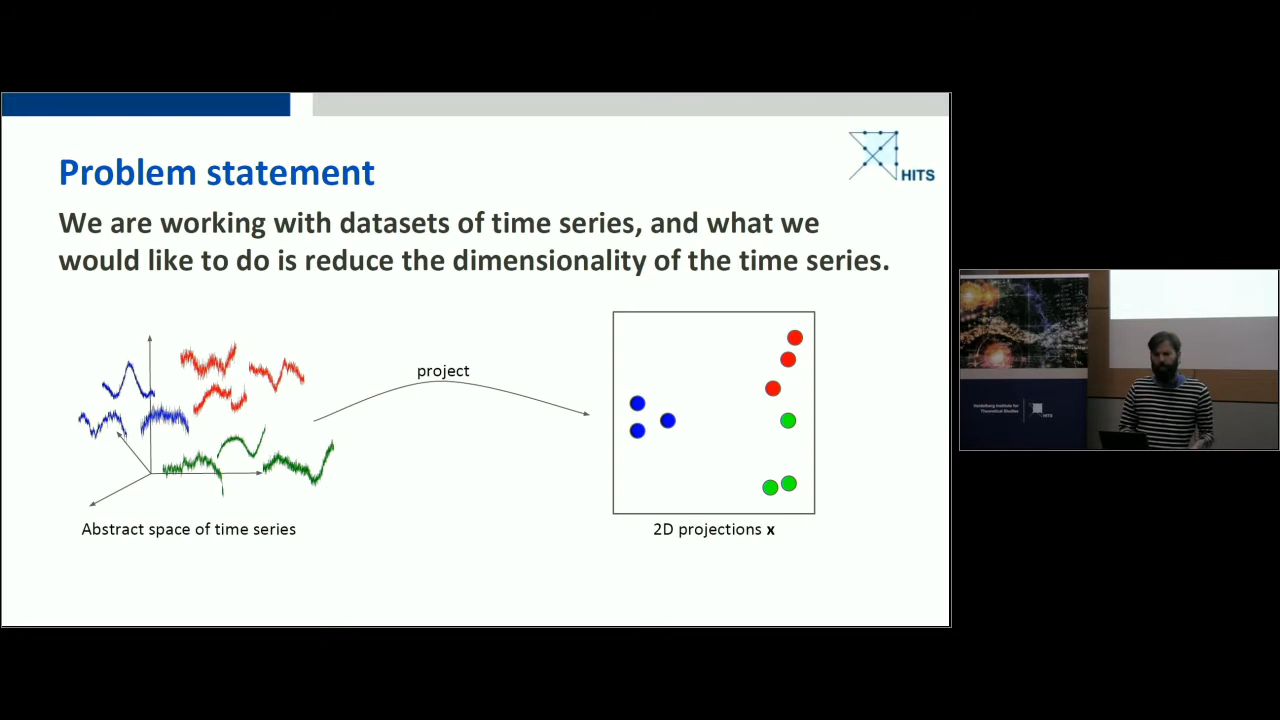 HITS
Problem statement
We are working with datasets of time series, and what we
would like to do is reduce the dimensionality of the time series.
project
Abstract space of time series
2D projections x
Heidelberg Institute for
Theoretical Studies
HITS